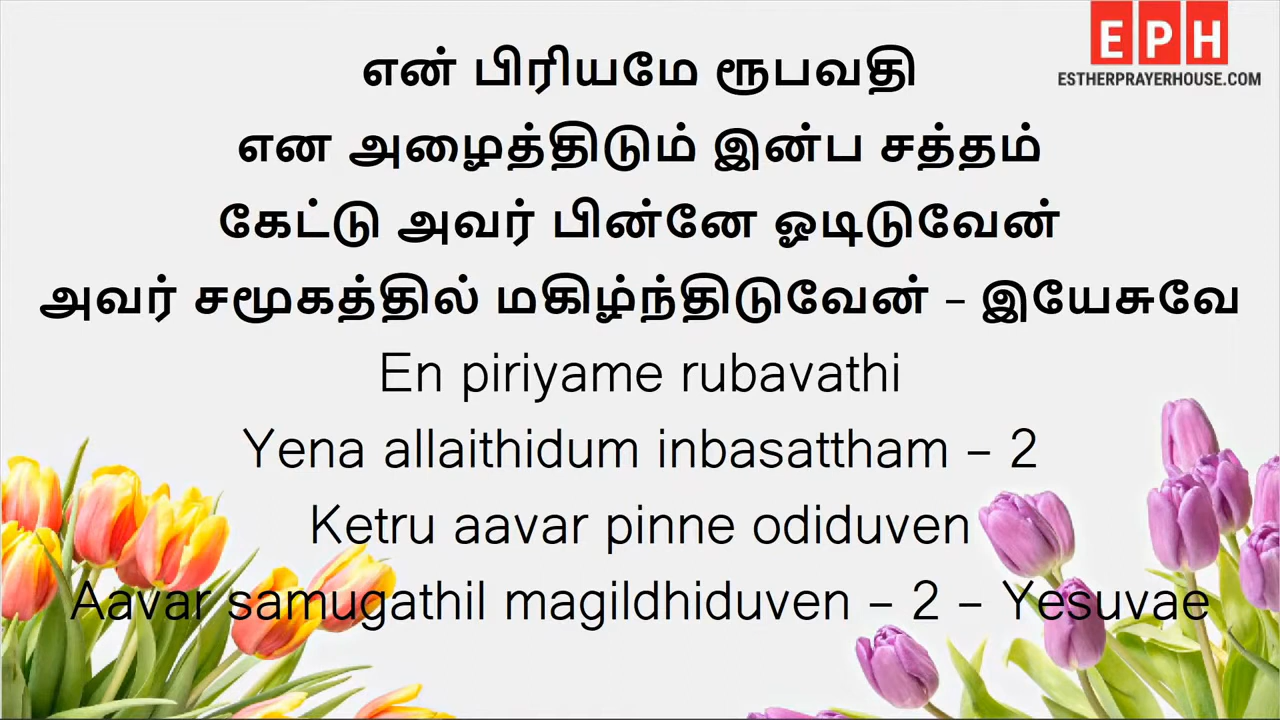 EPH
ESTHERPRAYERHOUSE.COM
என் பிரியமே ரூபவதி
என அழைத்திடும் இன்ப சத்தம்
கேட்டு அவர் பின்னே ஓடிடுவேன்
அவர் சமூகத்தில் மகிழ்ந்திடுவேன் – இயேசுவே
En piriyame rubavathi
Yena allaithidum inbasattham – 2
Ketru aavar pinne odiduven
Aavar samugathil magildhiduven – 2 – Yesuvae